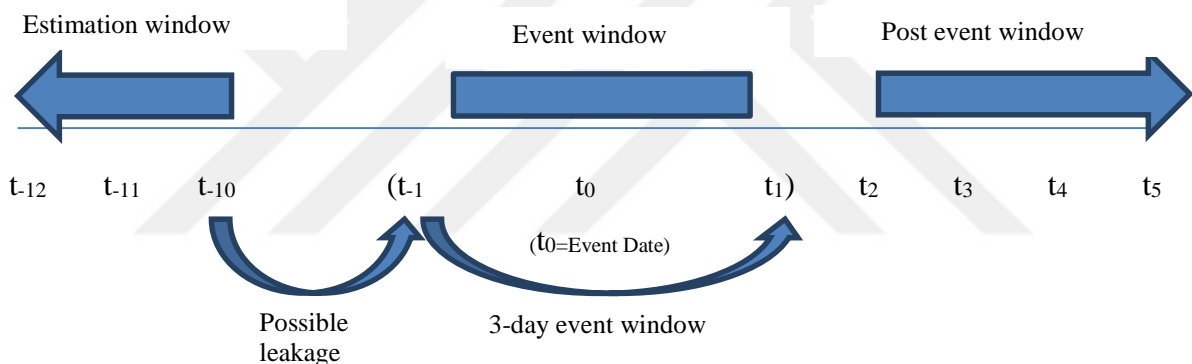 Estimation window
Event window
Post event window
t-12 t-11 t-10 (t-1 t0 t1) t2 t3 t4 t5
(t0=Event Date)
Possible
leakage
3-day event window